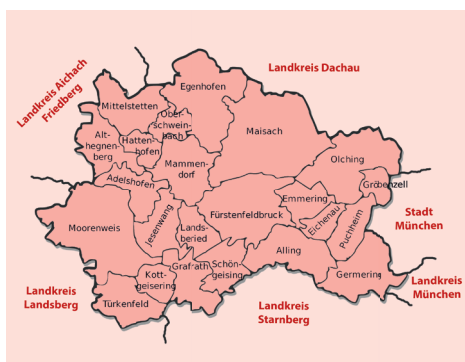 Landkreis Dachau
Landkreis Aichach
Friedberg
Egenhofen
Mittelstetten
Ober-
schwein-
bach
Maisach
Alt-
hegnen-
berg
Hatten-
hofen
Mammen-
dorf
Olching
Adelshofen
Gröbenzell
Emmering
Jesenwang
Fürstenfeldbruck
Eichenau
Puchheim
Stadt
München
Moorenweis
Lands-
beried
Alling
Grafrath
Schön-
geising
Kott-
geisering
Germering
Landkreis
München
Landkreis
Landsberg
Türkenfeld
Landkreis
Starnberg